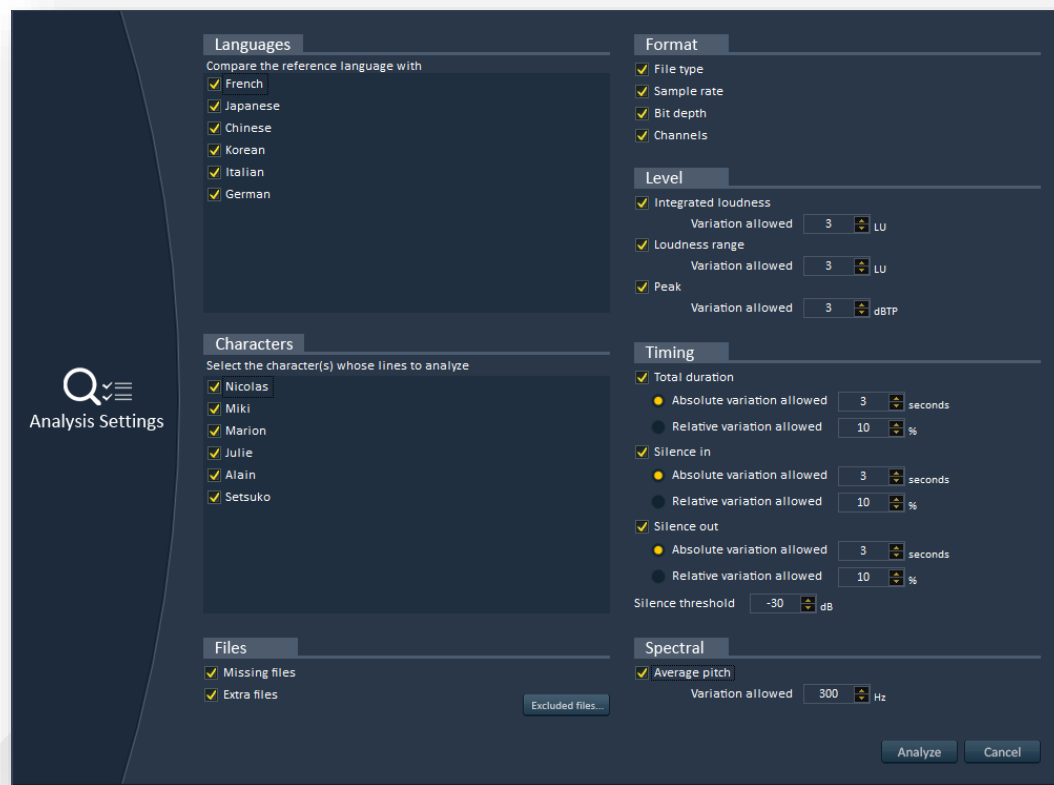 Analysis Settings
Languages
Compare the reference language with
French
Japanese
Chinese
Korean
Italian
German
Characters
Select the character(s) whose lines to analyze
Nicolas
Miki
Marion
Julie
Alain
Setsuko
Files
Missing files
Extra files
Excluded files...
Format
File type
Sample rate
Bit depth
Channels
Level
Integrated loudness
Variation allowed 3 LU
Loudness range
Variation allowed 3 LU
Peak
Variation allowed 3 dBTP
Timing
Total duration
Absolute variation allowed 3 seconds
Relative variation allowed 10 %
Silence in
Absolute variation allowed 3 seconds
Relative variation allowed 10 %
Silence out
Absolute variation allowed 3 seconds
Relative variation allowed 10 %
Silence threshold -30 dB
Spectral
Average pitch
Variation allowed 300 Hz
Analyze Cancel